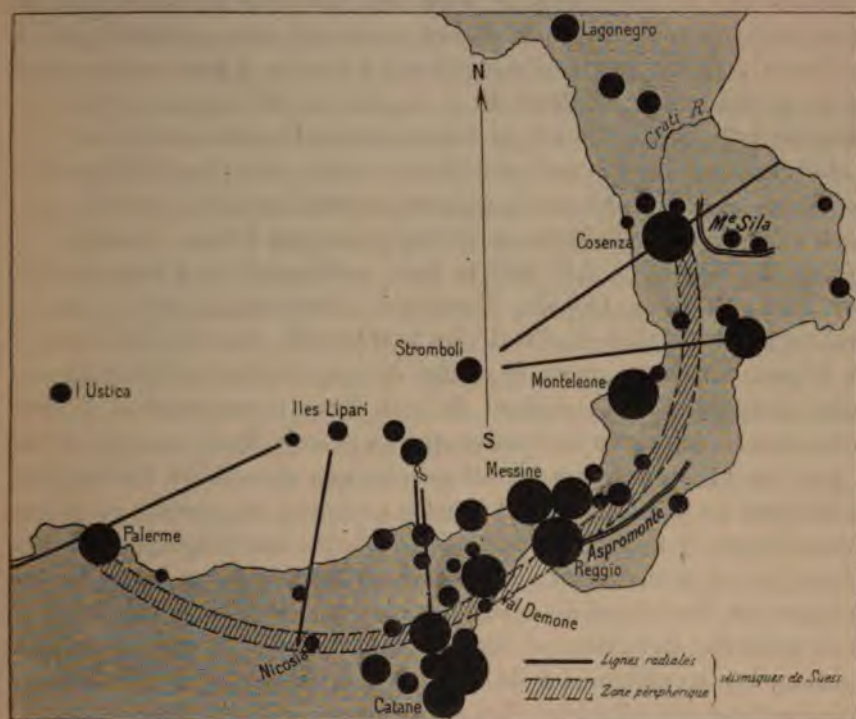 Lagonegro
N
Crati R.
Mᵉ Sila
Cosenza
Stromboli
I Ustica
Monteleone
Iles Lipari
S
Messine
Palerme
Aspromonte
Reggio
Val Demone
Nicosia
Catane
Lignes radiales
Zone périphérique
séismiques de Suess